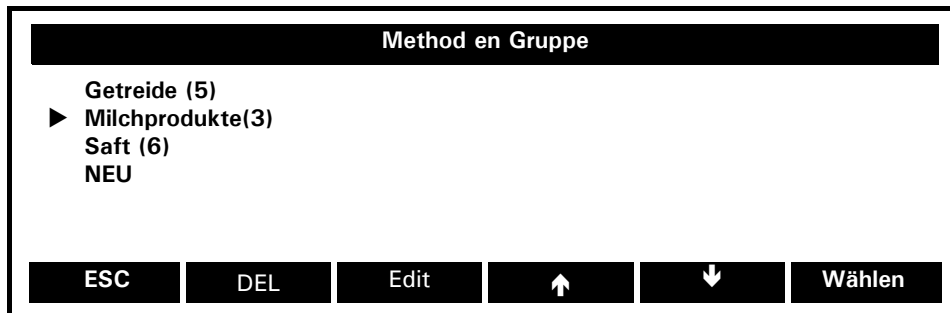 Method en Gruppe
Getreide (5)
▶ Milchprodukte(3)
Saft (6)
NEU
ESC DEL Edit ↑ ↓ Wählen